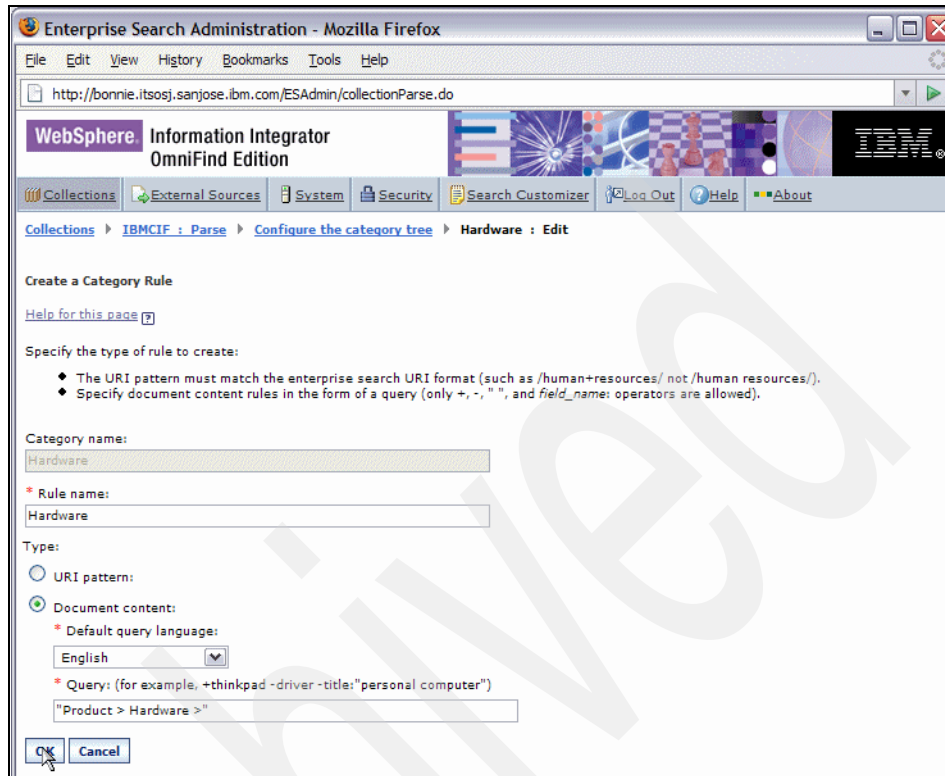 Enterprise Search Administration - Mozilla Firefox
File Edit View History Bookmarks Tools Help
http://bonnie.itsosj.sanjose.ibm.com/ESAdmin/collectionParse.do
WebSphere. Information Integrator
OmniFind Edition
IBM®
Collections External Sources System Security Search Customizer Log Out Help About
Collections IBMCIF : Parse Configure the category tree Hardware : Edit
Create a Category Rule
Help for this page ?
Specify the type of rule to create:
The URI pattern must match the enterprise search URI format (such as /human+resources/ not /human resources/).
Specify document content rules in the form of a query (only +, -, " ", and field_name: operators are allowed).
Category name:
Hardware
* Rule name:
Hardware
Type:
URI pattern:
Document content:
* Default query language:
English
* Query: (for example, +thinkpad -driver -title:"personal computer")
"Product > Hardware >"
OK Cancel
hived